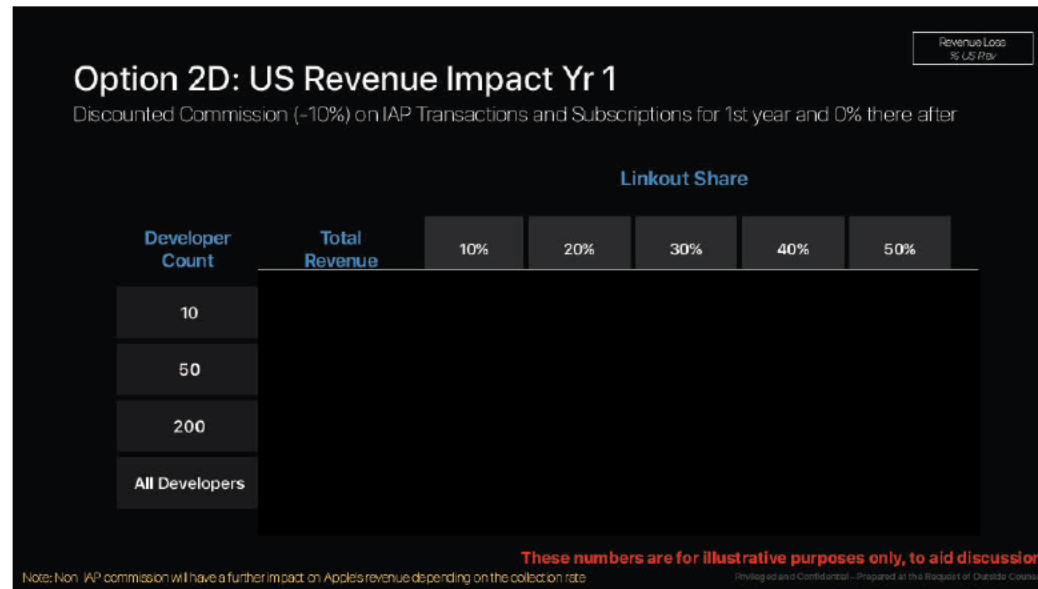 Revenue Loss
% US Rev
Option 2D: US Revenue Impact Yr 1
Discounted Commission (-10%) on IAP Transactions and Subscriptions for 1st year and 0% there after
Linkout Share
Developer Count
Total Revenue
10% 20% 30% 40% 50%
10
50
200
All Developers
These numbers are for illustrative purposes only, to aid discussion
Note: Non IAP commission will have a further impact on Apple's revenue depending on the collection rate
Privileged and Confidential - Prepared at the Request of Outside Counse